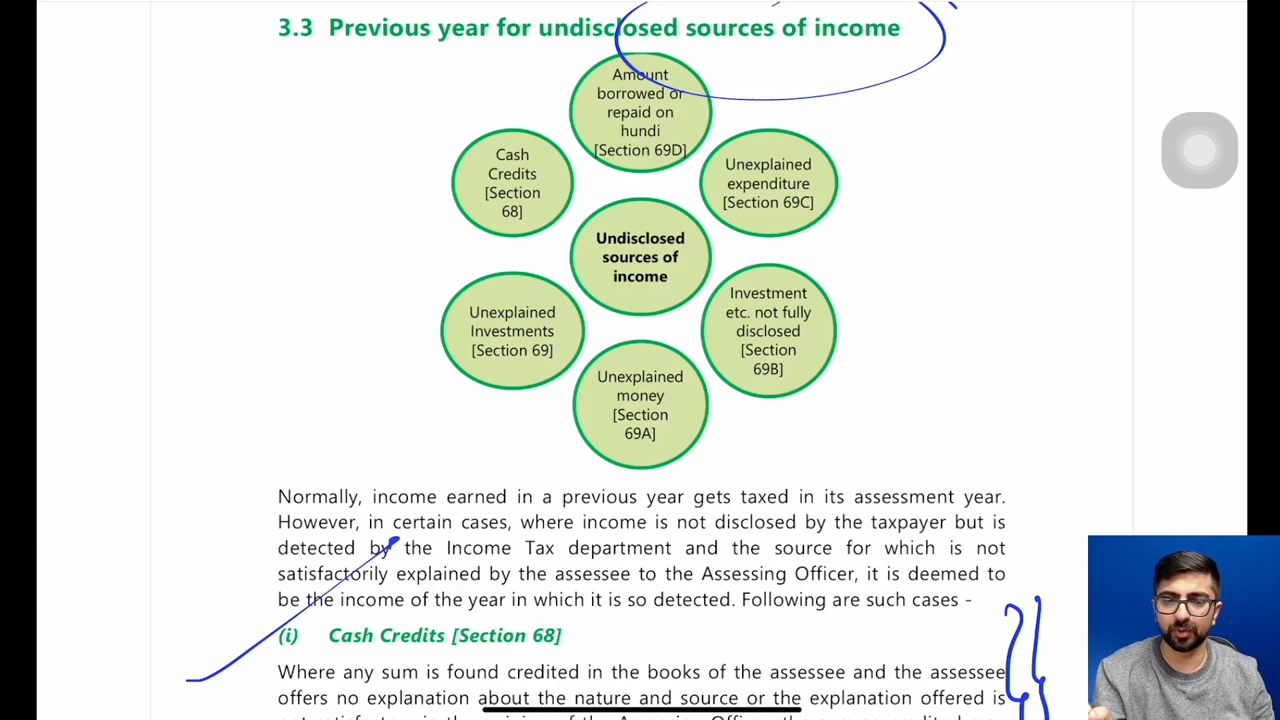 3.3 Previous year for undisclosed sources of income
Amount
borrowed or
repaid on
hundi
[Section 69D]
Cash
Credits
[Section
68]
Unexplained
expenditure
[Section 69C]
Undisclosed
sources of
income
Unexplained
Investments
[Section 69]
Investment
etc. not fully
disclosed
[Section
69B]
Unexplained
money
[Section
69A]
Normally, income earned in a previous year gets taxed in its assessment year.
However, in certain cases, where income is not disclosed by the taxpayer but is
detected by the Income Tax department and the source for which is not
satisfactorily explained by the assessee to the Assessing Officer, it is deemed to
be the income of the year in which it is so detected. Following are such cases -
(i) Cash Credits [Section 68]
Where any sum is found credited in the books of the assessee and the assessee
offers no explanation about the nature and source or the explanation offered is